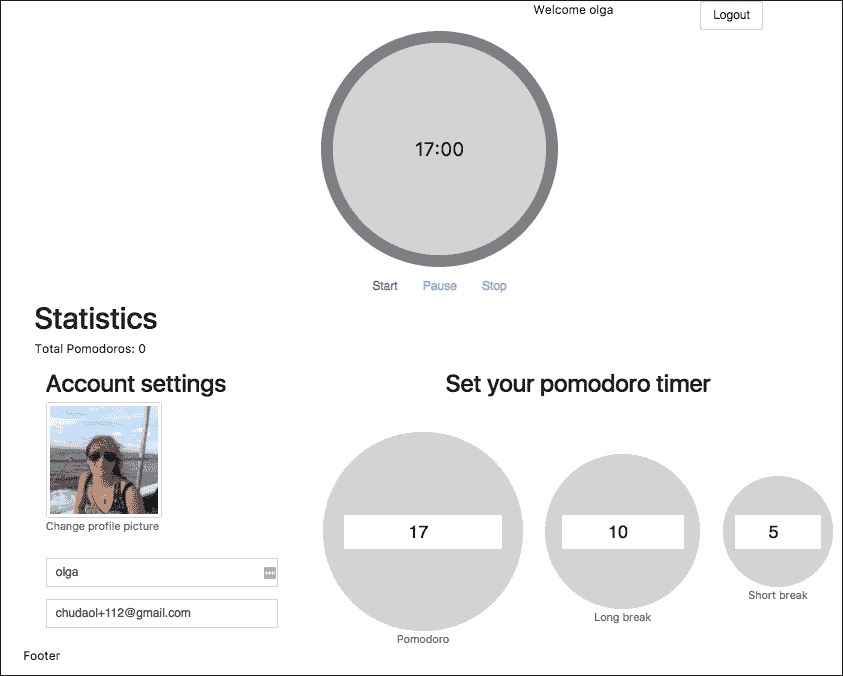 Welcome olga
Logout
17:00
Start Pause Stop
Statistics
Total Pomodoros: 0
Account settings
Set your pomodoro timer
Change profile picture
olga
chudaol+112@gmail.com
17
10
5
Pomodoro
Long break
Short break
Footer